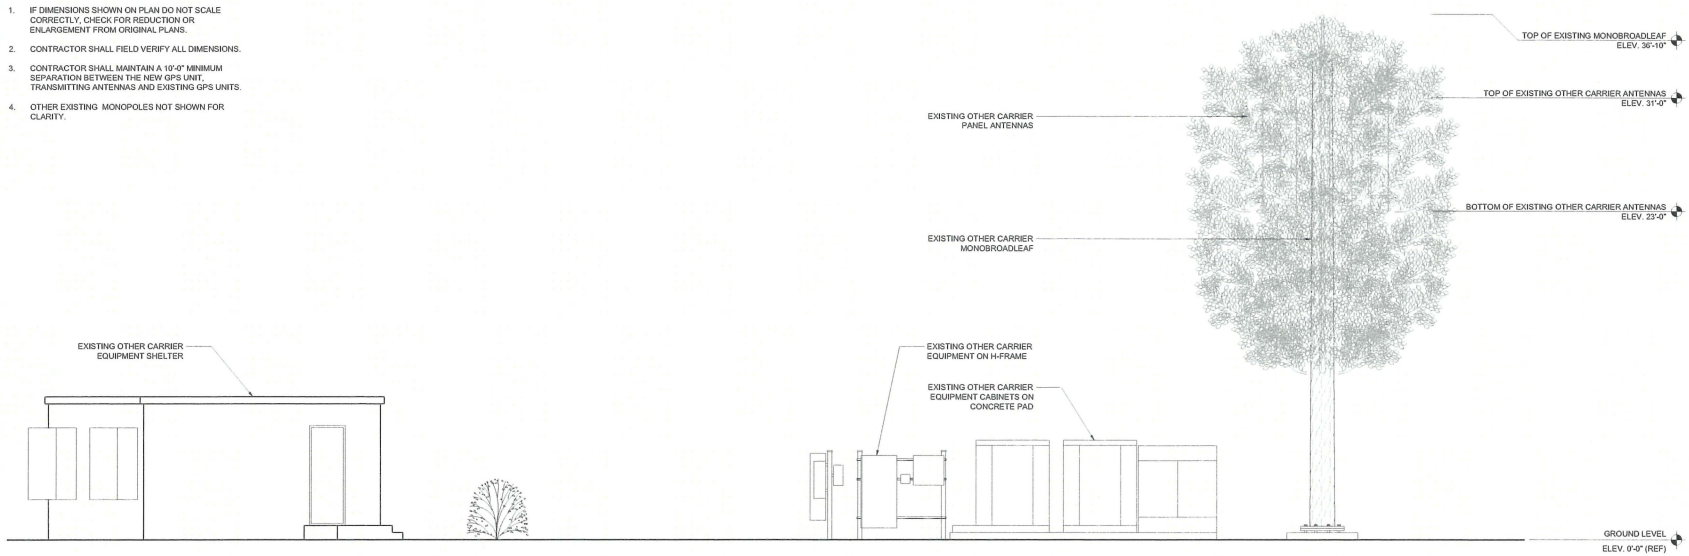 1. IF DIMENSIONS SHOWN ON PLAN DO NOT SCALE
CORRECTLY, CHECK FOR REDUCTION OR
ENLARGEMENT FROM ORIGINAL PLANS.
2. CONTRACTOR SHALL FIELD VERIFY ALL DIMENSIONS.
3. CONTRACTOR SHALL MAINTAIN A 10'-0" MINIMUM
SEPARATION BETWEEN THE NEW GPS UNIT,
TRANSMITTING ANTENNAS AND EXISTING GPS UNITS.
4. OTHER EXISTING MONOPOLES NOT SHOWN FOR
CLARITY.
TOP OF EXISTING MONOBROADLEAF
ELEV. 36'-10"
TOP OF EXISTING OTHER CARRIER ANTENNAS
ELEV. 31'-0"
EXISTING OTHER CARRIER
PANEL ANTENNAS
BOTTOM OF EXISTING OTHER CARRIER ANTENNAS
ELEV. 23'-0"
EXISTING OTHER CARRIER
MONOBROADLEAF
EXISTING OTHER CARRIER
EQUIPMENT SHELTER
EXISTING OTHER CARRIER
EQUIPMENT ON H-FRAME
EXISTING OTHER CARRIER
EQUIPMENT CABINETS ON
CONCRETE PAD
GROUND LEVEL
ELEV. 0'-0" (REF)